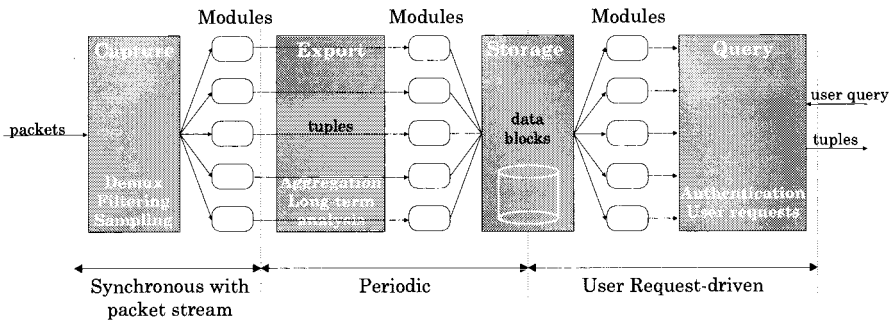 Modules
Modules
Modules
Capture
Export
Storage
Query
packets
tuples
data
blocks
user query
tuples
Demux
Filtering
Sampling
Aggregation
Long term
analysis
Authentication
User requests
Synchronous with
packet stream
Periodic
User Request-driven